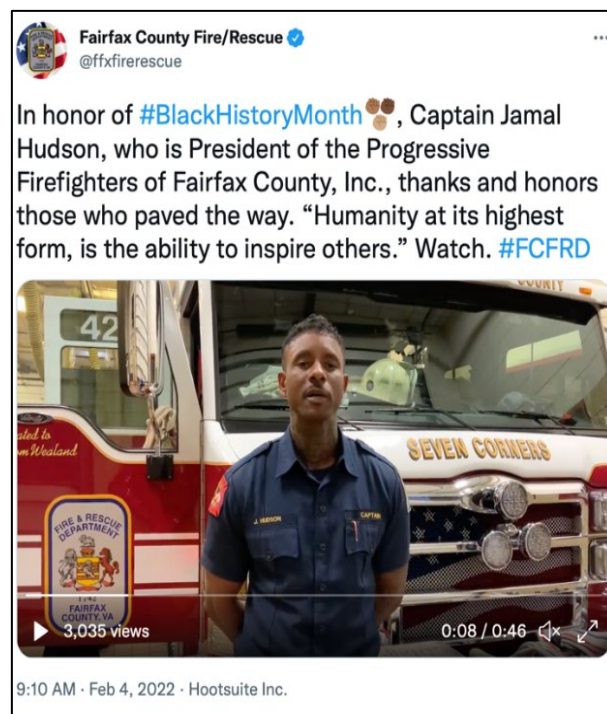 Fairfax County Fire/Rescue
@ffxfirerescue
In honor of #BlackHistoryMonth, Captain Jamal
Hudson, who is President of the Progressive
Firefighters of Fairfax County, Inc., thanks and honors
those who paved the way. “Humanity at its highest
form, is the ability to inspire others.” Watch. #FCFRD
COUNTY
42
Ford
SEVEN CORNERS
J. HUDSON
CAPTAIN
FIRE & RESCUE
DEPARTMENT
1742
FAIRFAX
COUNTY, VA
3,035 views
0:08 / 0:46
9:10 AM · Feb 4, 2022 · Hootsuite Inc.